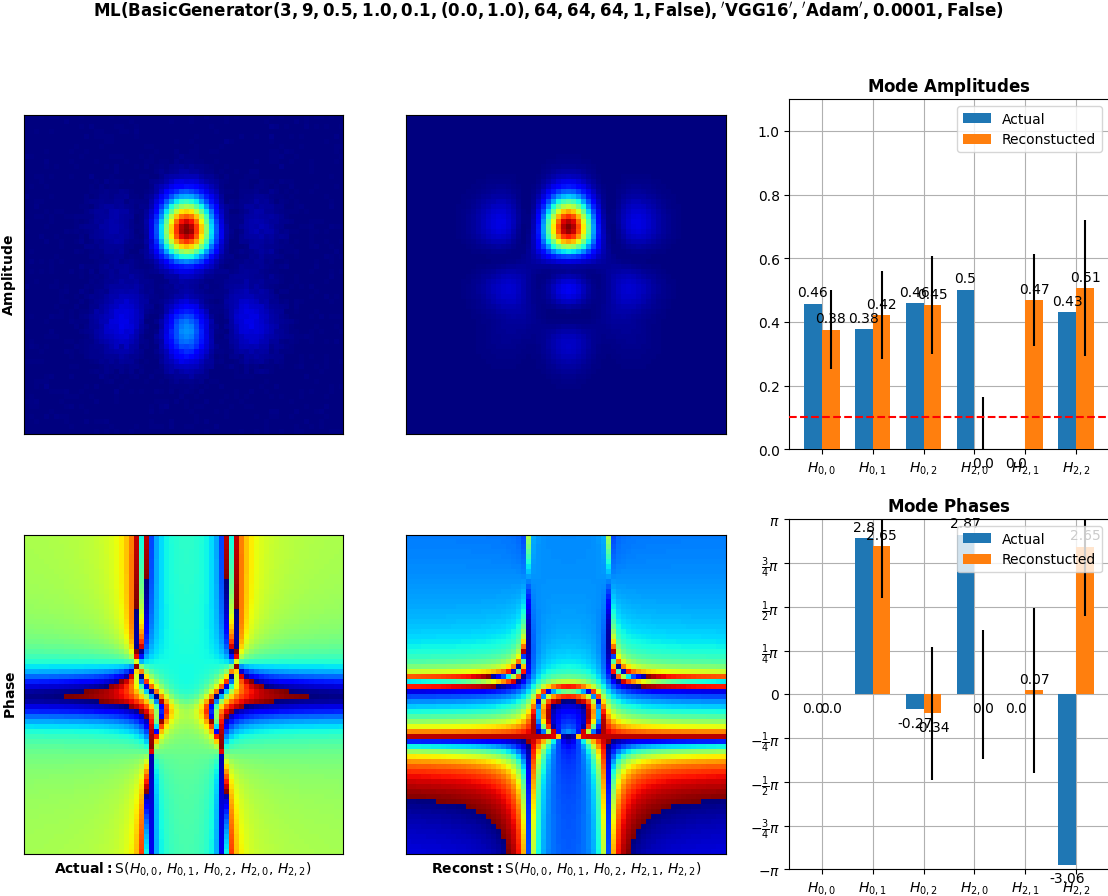 ML(BasicGenerator(3, 9, 0.5, 1.0, 0.1, (0.0, 1.0), 64, 64, 64, 1, False), ′VGG16′, ′Adam′, 0.0001, False)
Amplitude
Mode Amplitudes
Actual
Reconstucted
1.0
0.8
0.6
0.4
0.2
0.0
0.46
0.38
0.38
0.42
0.46
0.45
0.5
0.0
0.0
0.47
0.43
0.51
H0,0 H0,1 H0,2 H2,0 H2,1 H2,2
Phase
Actual: S(H0,0, H0,1, H0,2, H2,0, H2,2)
Reconst: S(H0,0, H0,1, H0,2, H2,1, H2,2)
Mode Phases
Actual
Reconstucted
π
3/4π
1/2π
1/4π
0
−1/4π
−1/2π
−3/4π
−π
0.0
0.0
2.8
2.65
-0.27
-0.34
2.87
0.0
0.0
0.07
-3.06
2.65
H0,0 H0,1 H0,2 H2,0 H2,1 H2,2